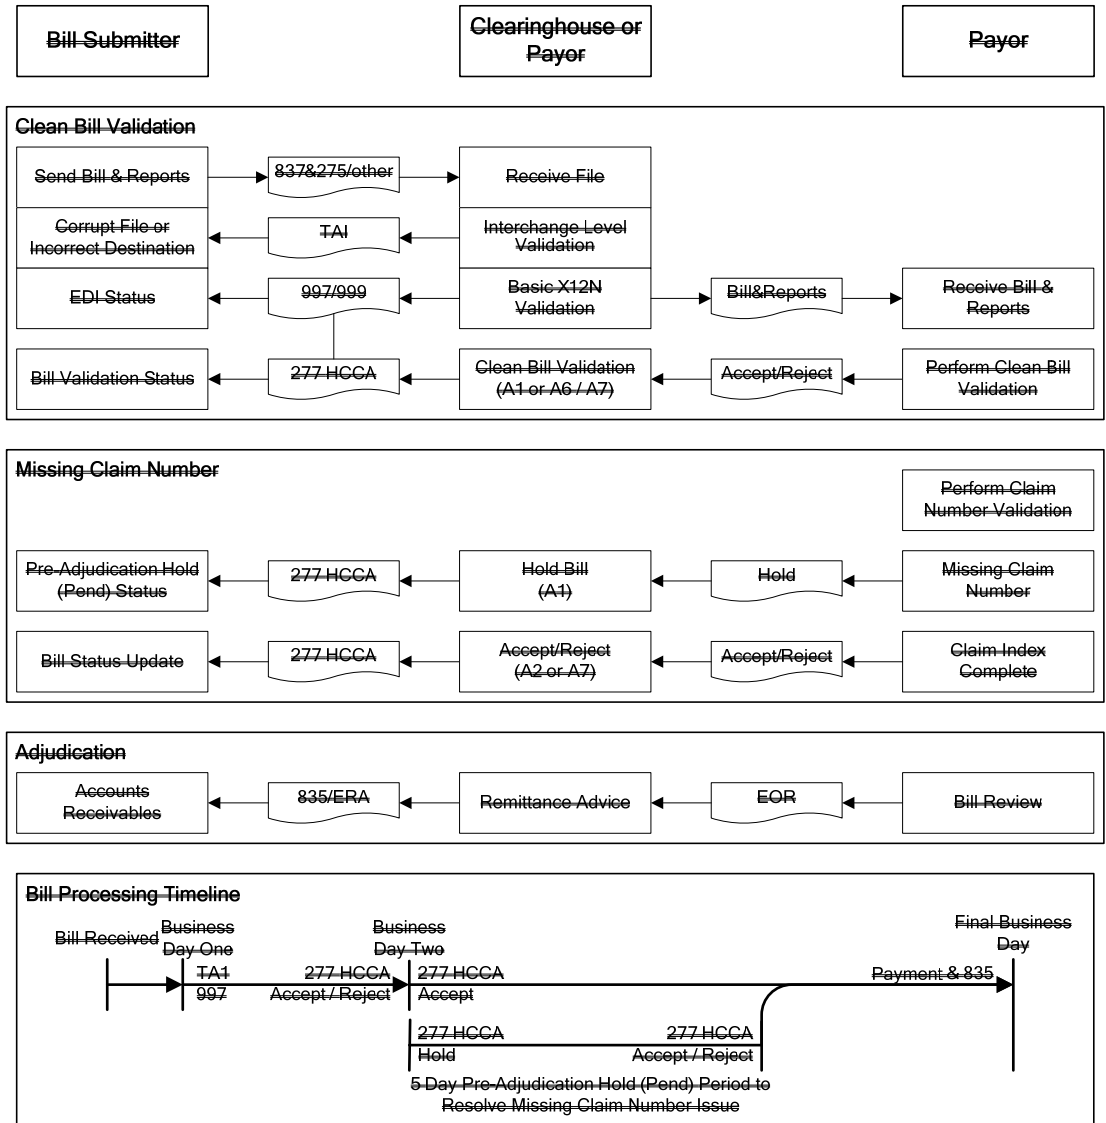 Bill Submitter
Clearinghouse or
Payor
Payor
Clean Bill Validation
Send Bill & Reports
837&275/other
Receive File
Corrupt File or
Incorrect Destination
TAI
Interchange Level
Validation
EDI Status
997/999
Basic X12N
Validation
Bill&Reports
Receive Bill &
Reports
Bill Validation Status
277 HCCA
Clean Bill Validation
(A1 or A6 / A7)
Accept/Reject
Perform Clean Bill
Validation
Missing Claim Number
Perform Claim
Number Validation
Pre-Adjudication Hold
(Pend) Status
277 HCCA
Hold Bill
(A1)
Hold
Missing Claim
Number
Bill Status Update
277 HCCA
Accept/Reject
(A2 or A7)
Accept/Reject
Claim Index
Complete
Adjudication
Accounts
Receivables
835/ERA
Remittance Advice
EOR
Bill Review
Bill Processing Timeline
Bill Received
Business
Day One
Business
Day Two
Final Business
Day
TA1
997
277 HCCA
Accept / Reject
277 HCCA
Accept
Payment & 835
277 HCCA
Hold
277 HCCA
Accept / Reject
5 Day Pre-Adjudication Hold (Pend) Period to
Resolve Missing Claim Number Issue